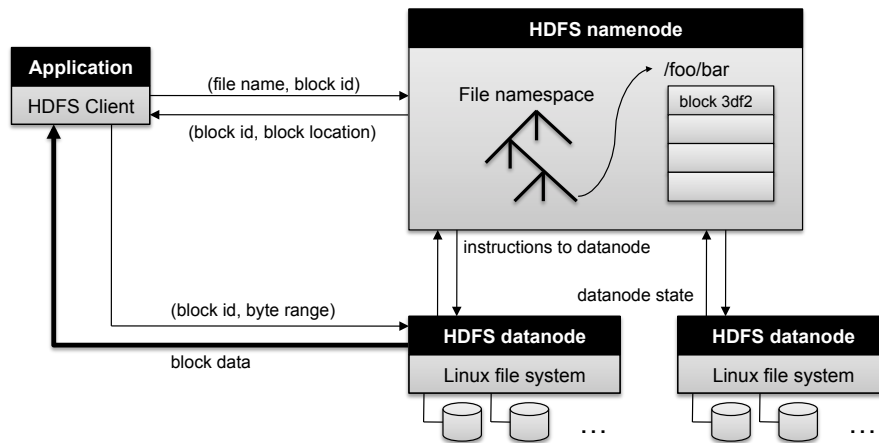 HDFS namenode
Application
HDFS Client
(file name, block id)
(block id, block location)
File namespace
/foo/bar
block 3df2
instructions to datanode
datanode state
(block id, byte range)
block data
HDFS datanode
Linux file system
...
HDFS datanode
Linux file system
...